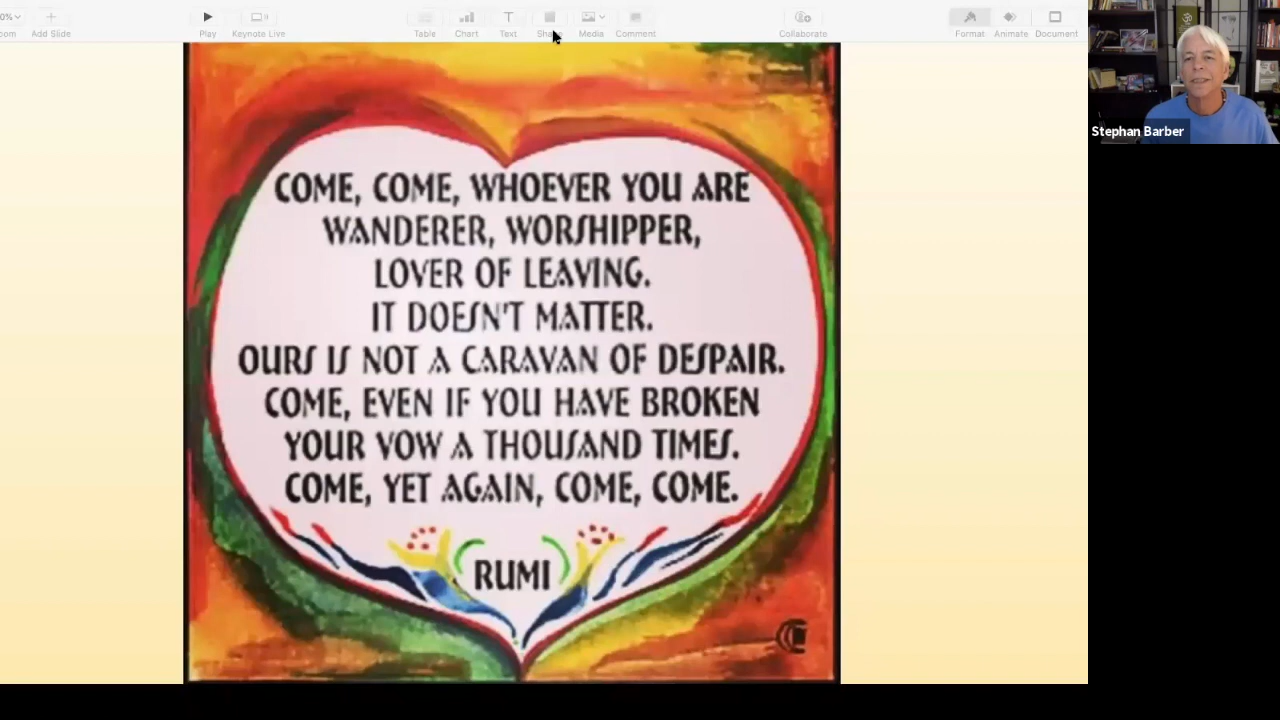 0%
Play
Keynote Live
Table
Chart
Text
Media
Comment
Collaborate
Format
Animate
Document
oom
Add Slide
Stephan Barber
COME, COME, WHOEVER YOU ARE
WANDERER, WORSHIPPER,
LOVER OF LEAVING.
IT DOESN'T MATTER.
OURS IS NOT A CARAVAN OF DESPAIR.
COME, EVEN IF YOU HAVE BROKEN
YOUR VOW A THOUSAND TIMES.
COME, YET AGAIN, COME, COME.
RUMI